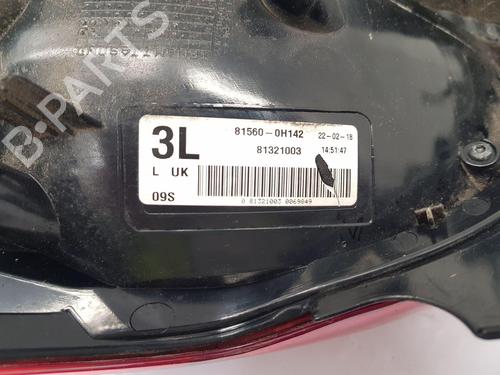 B-PARTS
3L
81560-0H142
22-02-18
81321003
14:51:47
L UK
09S
0 81321003 0069849